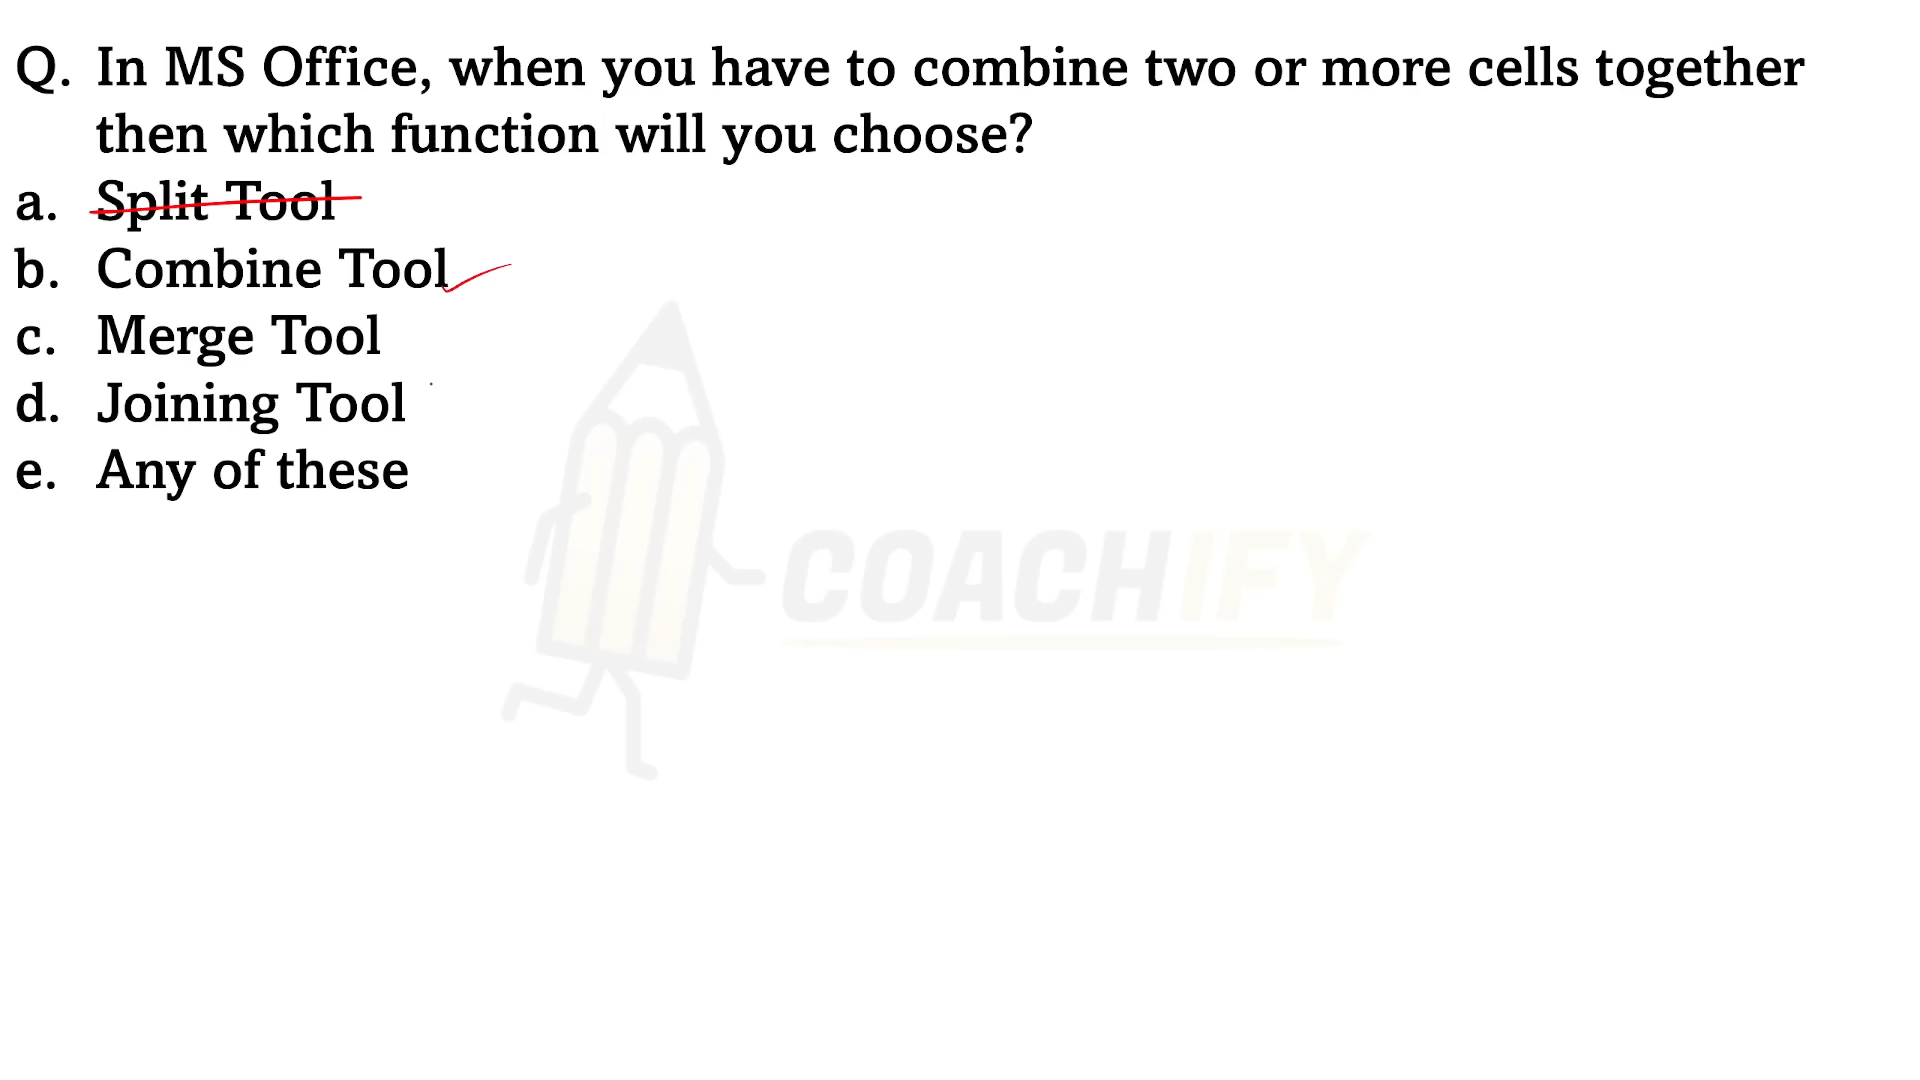 Q. In MS Office, when you have to combine two or more cells together
then which function will you choose?
a. Split Tool
b. Combine Tool
c. Merge Tool
d. Joining Tool
e. Any of these
COACHIFY